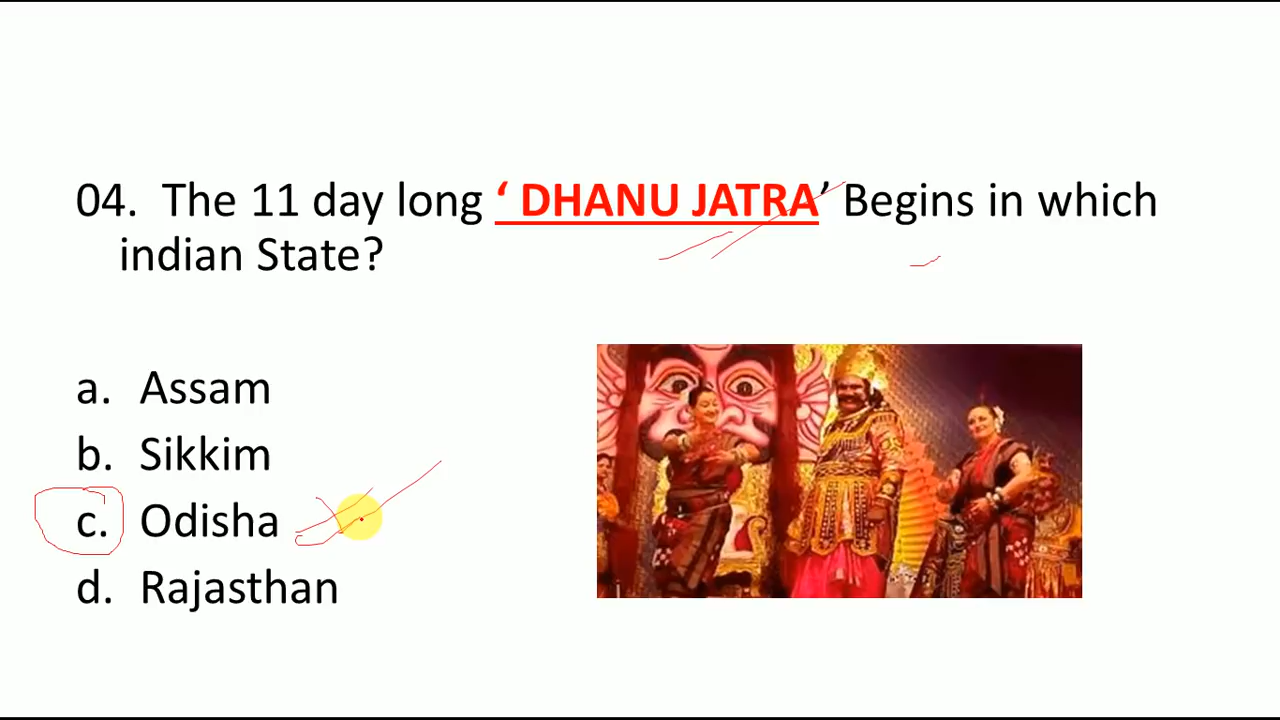 04. The 11 day long ‘ DHANU JATRA’ Begins in which
indian State?
a. Assam
b. Sikkim
c. Odisha
d. Rajasthan